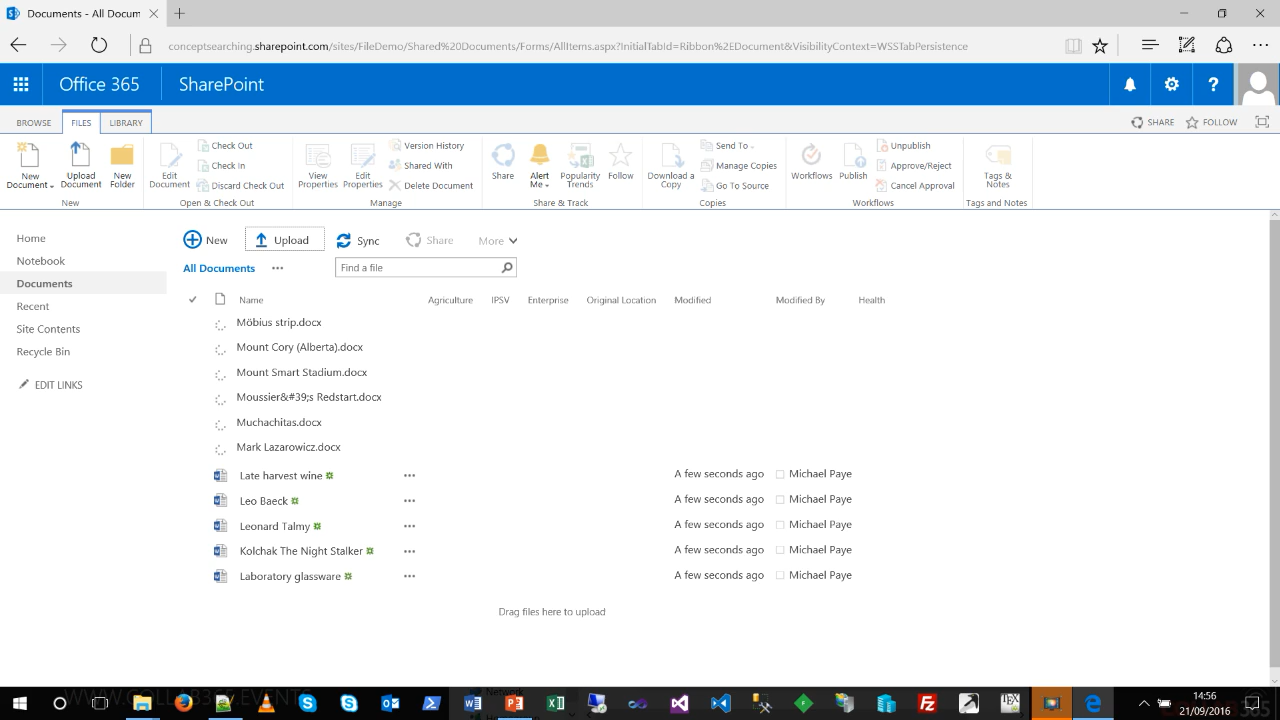 Documents - All Docum
conceptsearching.sharepoint.com/sites/FileDemo/Shared%20Documents/Forms/AllItems.aspx?InitialTabId=Ribbon%2EDocument&VisibilityContext=WSSTabPersistence
Office 365 SharePoint
BROWSE FILES LIBRARY SHARE FOLLOW
New Document
Upload Document
New Folder
New
Edit Document
Check Out
Check In
Discard Check Out
Open & Check Out
View Properties
Edit Properties
Version History
Shared With
Delete Document
Manage
Share
Alert Me
Popularity Trends
Follow
Share & Track
Download a Copy
Send To
Manage Copies
Go To Source
Copies
Workflows
Publish
Unpublish
Approve/Reject
Cancel Approval
Workflows
Tags & Notes
Tags and Notes
Home
Notebook
Documents
Recent
Site Contents
Recycle Bin
EDIT LINKS
New Upload Sync Share More
All Documents ••• Find a file
Name Agriculture IPSV Enterprise Original Location Modified Modified By Health
Möbius strip.docx
Mount Cory (Alberta).docx
Mount Smart Stadium.docx
Moussier&#39;s Redstart.docx
Muchachitas.docx
Mark Lazarowicz.docx
Late harvest wine ••• A few seconds ago Michael Paye
Leo Baeck ••• A few seconds ago Michael Paye
Leonard Talmy ••• A few seconds ago Michael Paye
Kolchak The Night Stalker ••• A few seconds ago Michael Paye
Laboratory glassware ••• A few seconds ago Michael Paye
Drag files here to upload
WWW.COLLAB365.EVENTS
Network
14:56
21/09/2016